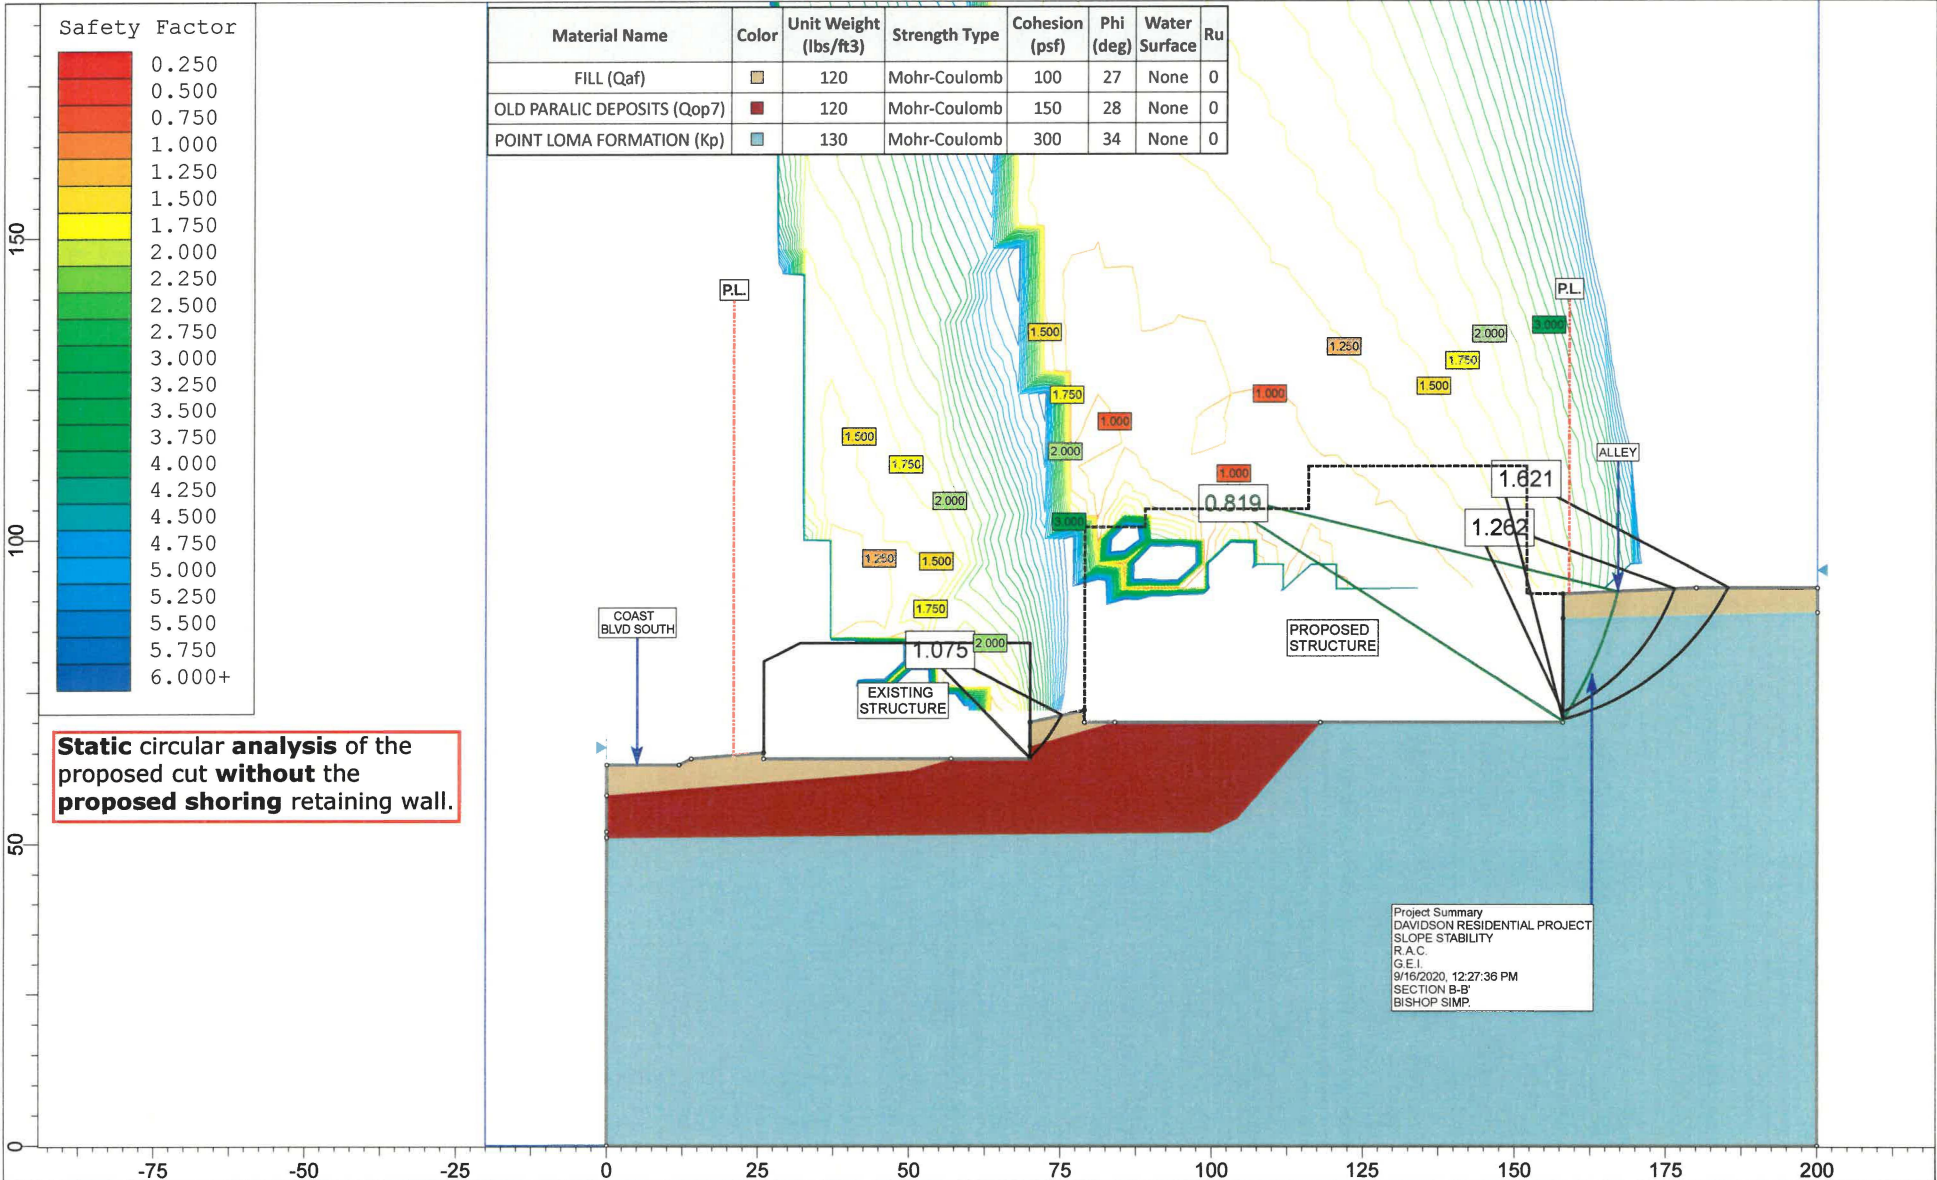 Safety Factor
0.250
0.500
0.750
1.000
1.250
1.500
1.750
2.000
2.250
2.500
2.750
3.000
3.250
3.500
3.750
4.000
4.250
4.500
4.750
5.000
5.250
5.500
5.750
6.000+
Material Name Color Unit Weight (lbs/ft3) Strength Type Cohesion (psf) Phi (deg) Water Surface Ru
FILL (Qaf) 120 Mohr-Coulomb 100 27 None 0
OLD PARALIC DEPOSITS (Qop7) 120 Mohr-Coulomb 150 28 None 0
POINT LOMA FORMATION (Kp) 130 Mohr-Coulomb 300 34 None 0
P.L.
P.L.
1.500
1.250
2.000
3.000
1.750
1.500
1.750
1.000
1.000
1.500
1.750
2.000
1.000
ALLEY
1.621
2.000
0.819
3.000
1.262
1.250
1.500
1.750
COAST
BLVD SOUTH
1.075
2.000
PROPOSED
STRUCTURE
EXISTING
STRUCTURE
Static circular analysis of the
proposed cut without the
proposed shoring retaining wall.
Project Summary
DAVIDSON RESIDENTIAL PROJECT
SLOPE STABILITY
R.A.C.
G.E.I.
9/16/2020, 12:27:36 PM
SECTION B-B'
BISHOP SIMP.
150
100
50
0
-75 -50 -25 0 25 50 75 100 125 150 175 200